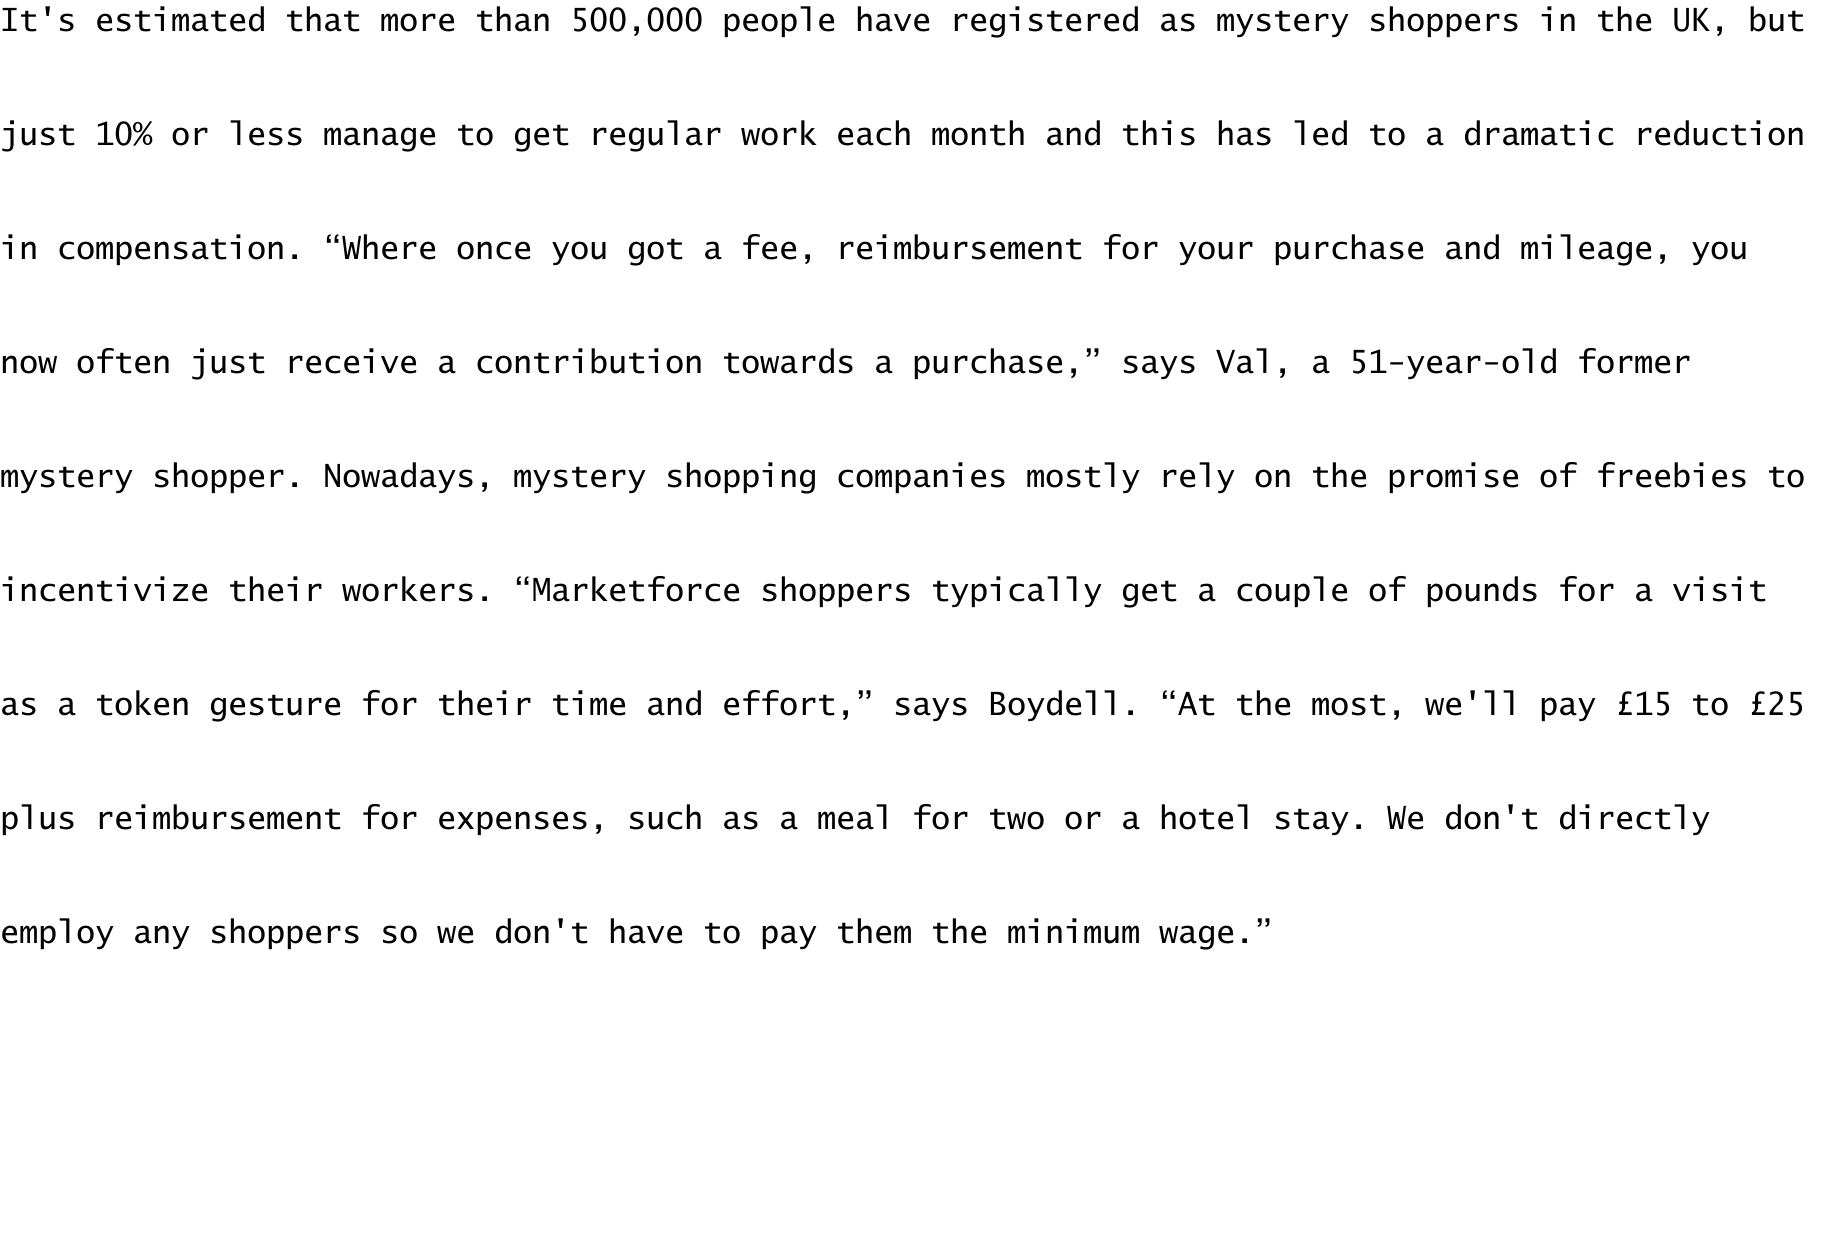 It's estimated that more than 500,000 people have registered as mystery shoppers in the UK, but
just 10% or less manage to get regular work each month and this has led to a dramatic reduction
in compensation. “Where once you got a fee, reimbursement for your purchase and mileage, you
now often just receive a contribution towards a purchase,” says Val, a 51-year-old former
mystery shopper. Nowadays, mystery shopping companies mostly rely on the promise of freebies to
incentivize their workers. “Marketforce shoppers typically get a couple of pounds for a visit
as a token gesture for their time and effort,” says Boydell. “At the most, we'll pay £15 to £25
plus reimbursement for expenses, such as a meal for two or a hotel stay. We don't directly
employ any shoppers so we don't have to pay them the minimum wage.”